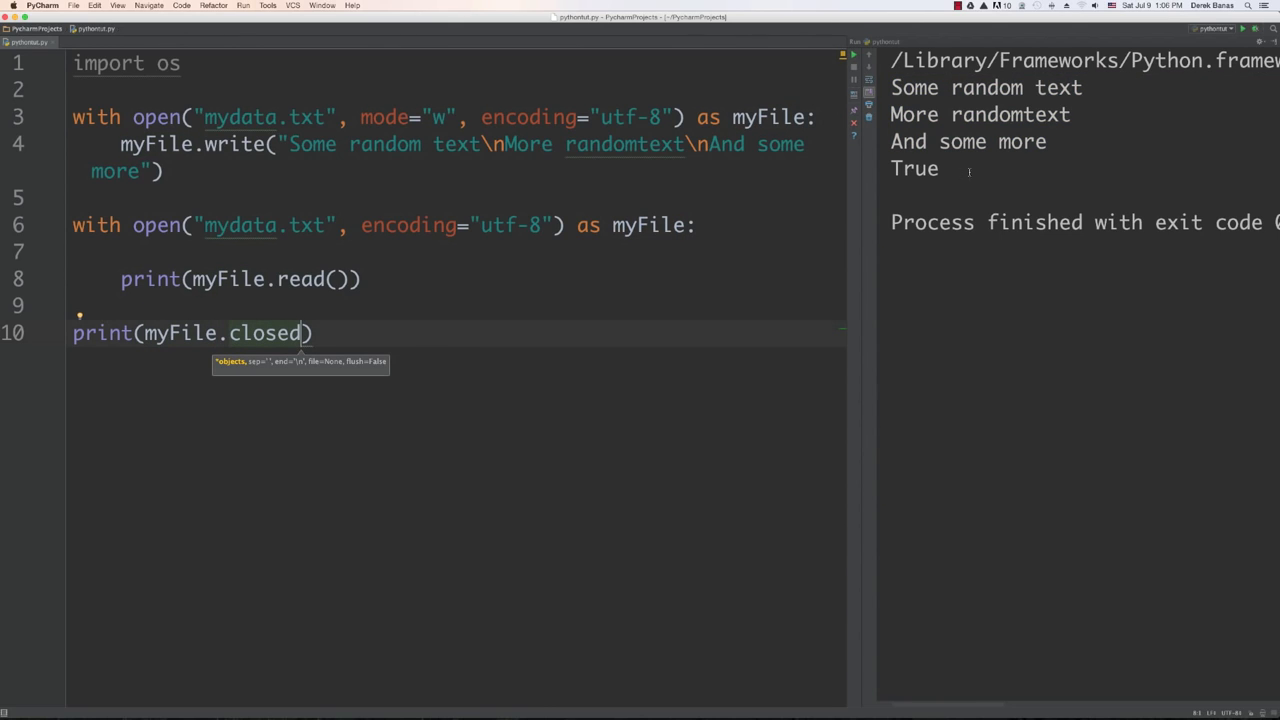 PyCharm File Edit View Navigate Code Refactor Run Tools VCS Window Help
10 Sat Jul 9 1:06 PM Derek Banas
pythontut.py - PycharmProjects - [~/PycharmProjects]
PycharmProjects pythontut.py
pythontut
pythontut.py
Run pythontut
1 import os
2
3 with open("mydata.txt", mode="w", encoding="utf-8") as myFile:
4 myFile.write("Some random text\nMore randomtext\nAnd some
more")
5
6 with open("mydata.txt", encoding="utf-8") as myFile:
7
8 print(myFile.read())
9
10 print(myFile.closed)
*objects, sep=' ', end='\n', file=None, flush=False
/Library/Frameworks/Python.framew
Some random text
More randomtext
And some more
True
Process finished with exit code
LF UTF-8